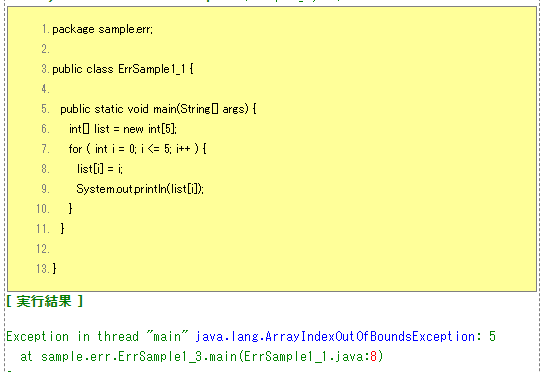 1. package sample.err;
2.
3. public class ErrSample1_1 {
4.
5. public static void main(String[] args) {
6. int[] list = new int[5];
7. for ( int i = 0; i <= 5; i++ ) {
8. list[i] = i;
9. System.out.println(list[i]);
10. }
11. }
12.
13. }
[ 実行結果 ]
Exception in thread "main" java.lang.ArrayIndexOutOfBoundsException: 5
at sample.err.ErrSample1_3.main(ErrSample1_1.java:8)